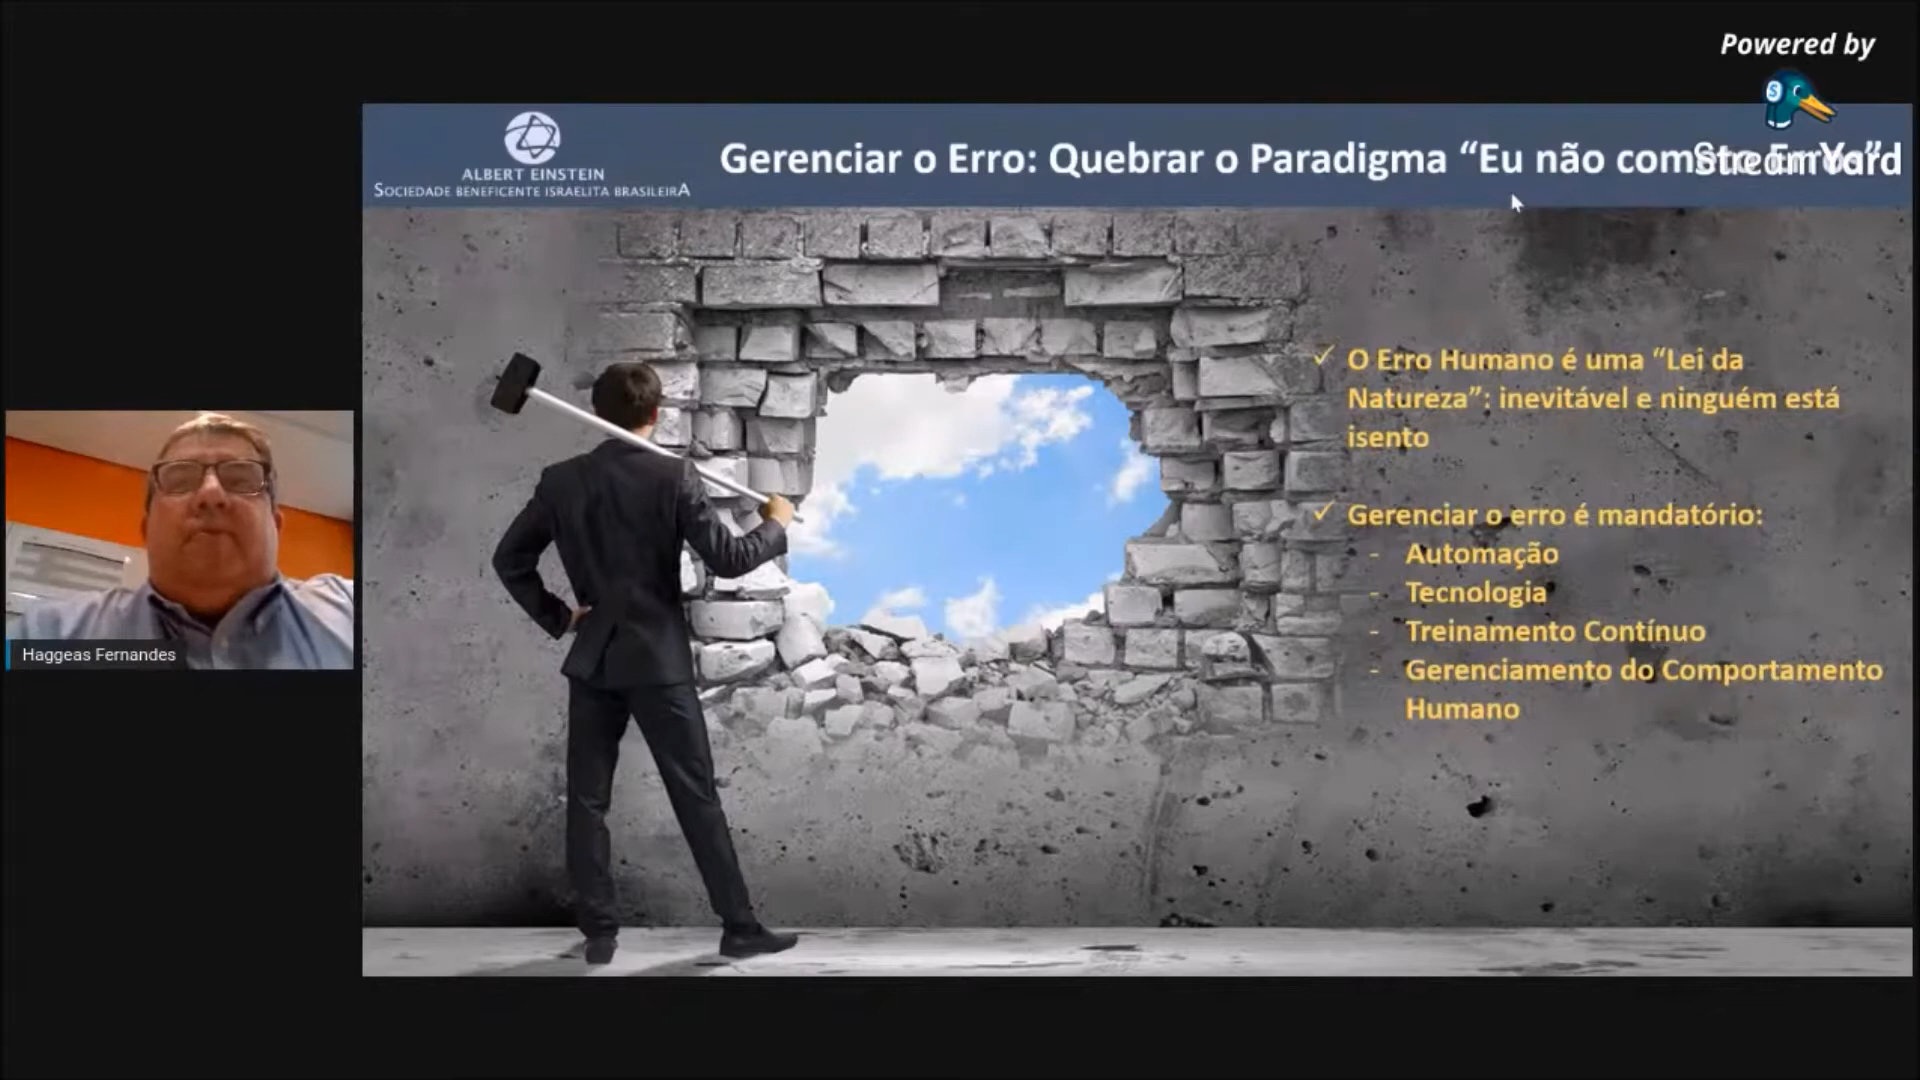 Powered by
StreamYard
ALBERT EINSTEIN
SOCIEDADE BENEFICENTE ISRAELITA BRASILEIRA
Gerenciar o Erro: Quebrar o Paradigma “Eu não cometo Erros”
✓ O Erro Humano é uma “Lei da
Natureza”: inevitável e ninguém está
isento
✓ Gerenciar o erro é mandatório:
- Automação
- Tecnologia
- Treinamento Contínuo
- Gerenciamento do Comportamento
Humano
Haggeas Fernandes